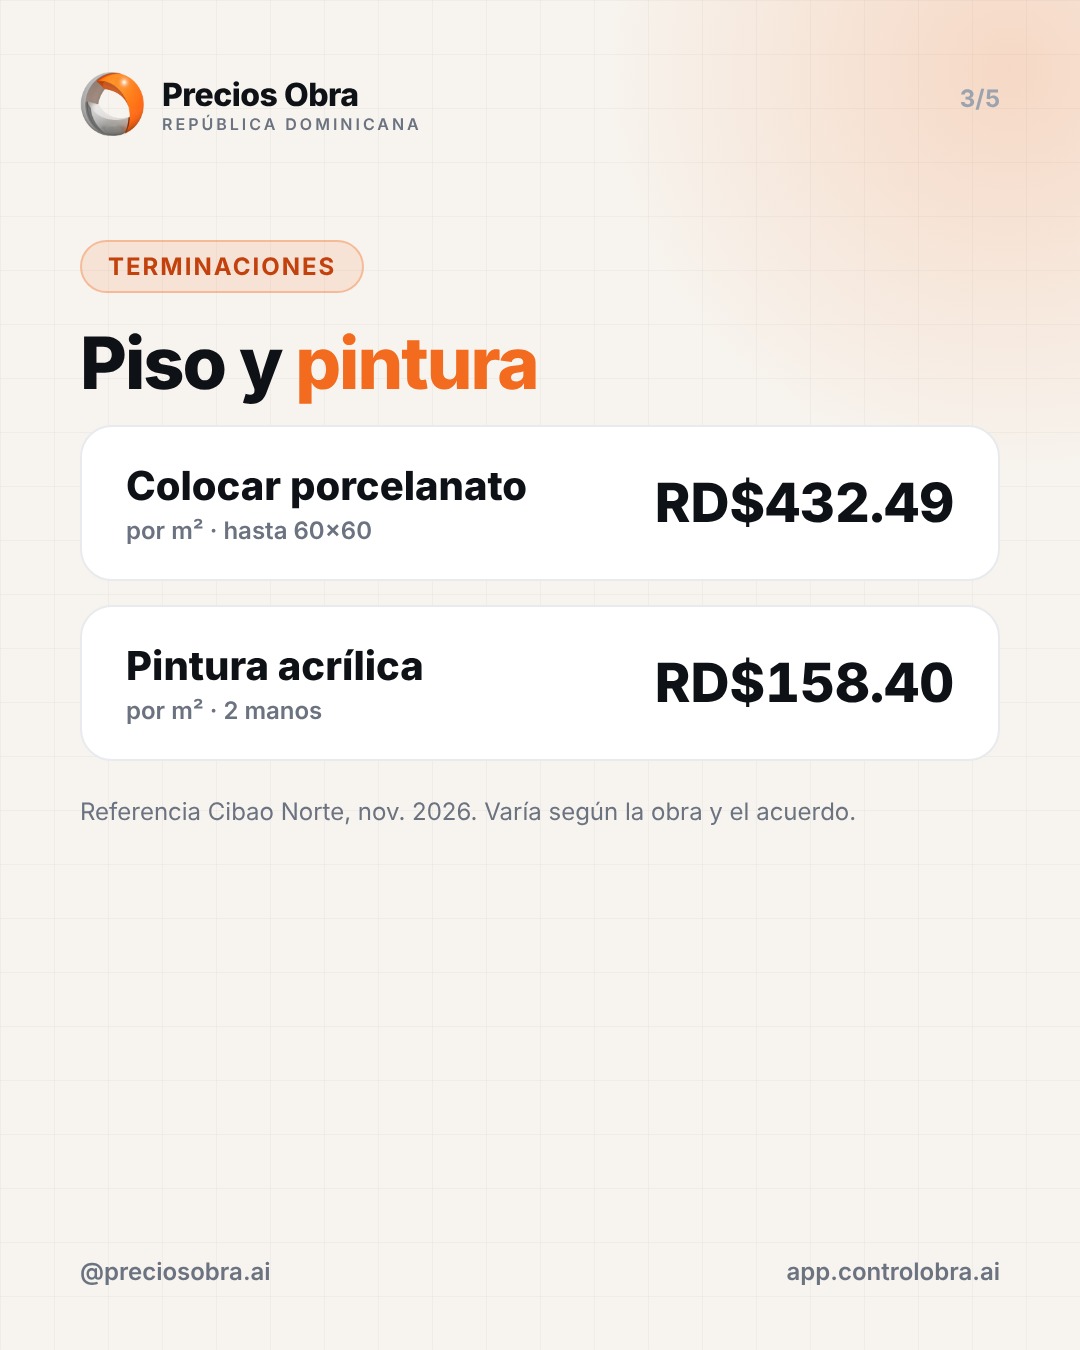 Precios Obra
REPÚBLICA DOMINICANA
3/5
TERMINACIONES
Piso y pintura
Colocar porcelanato
por m² · hasta 60×60
RD$432.49
Pintura acrílica
por m² · 2 manos
RD$158.40
Referencia Cibao Norte, nov. 2026. Varía según la obra y el acuerdo.
@preciosobra.ai
app.controlobra.ai